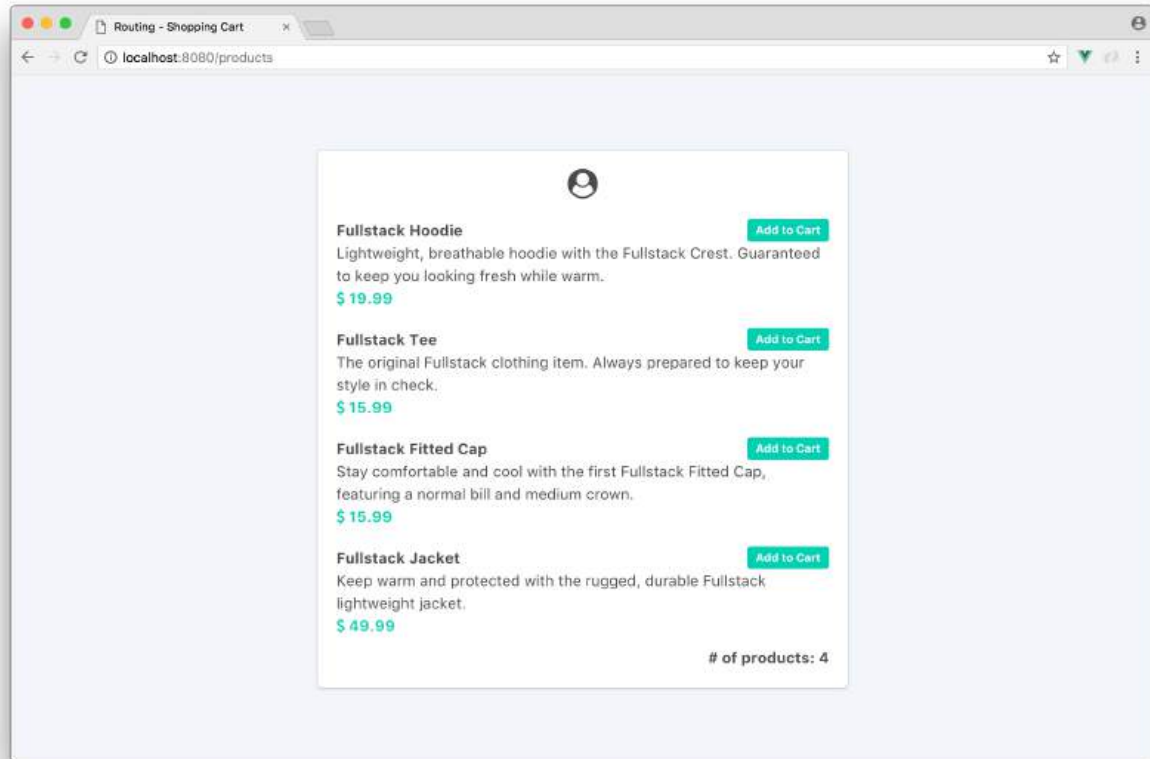 Routing - Shopping Cart
localhost:8080/products
Fullstack Hoodie
Add to Cart
Lightweight, breathable hoodie with the Fullstack Crest. Guaranteed
to keep you looking fresh while warm.
$ 19.99
Fullstack Tee
Add to Cart
The original Fullstack clothing item. Always prepared to keep your
style in check.
$ 15.99
Fullstack Fitted Cap
Add to Cart
Stay comfortable and cool with the first Fullstack Fitted Cap,
featuring a normal bill and medium crown.
$ 15.99
Fullstack Jacket
Add to Cart
Keep warm and protected with the rugged, durable Fullstack
lightweight jacket.
$ 49.99
# of products: 4